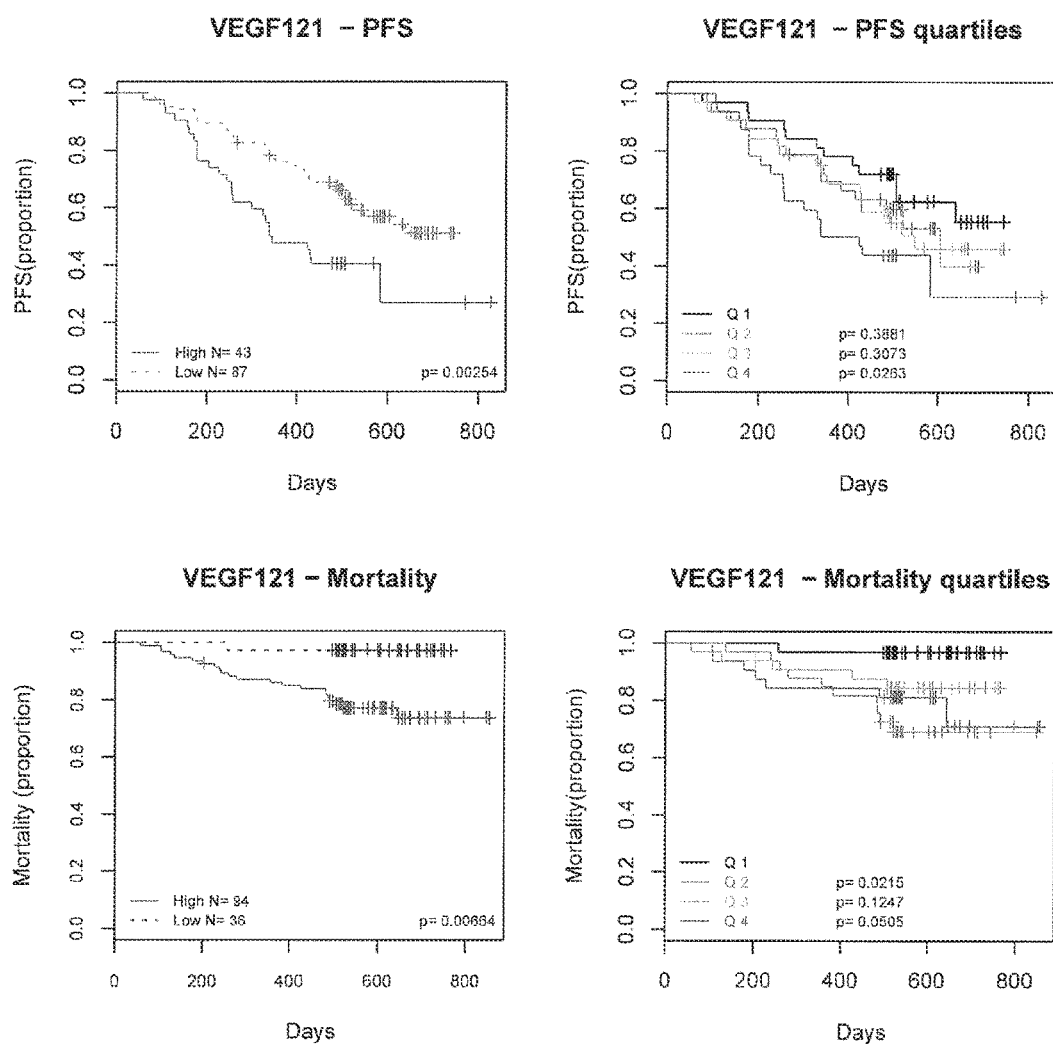 VEGF121 – PFS
PFS(proportion)
1.0
0.8
0.6
0.4
0.2
0.0
High N= 43
Low N= 87
p= 0.00254
0 200 400 600 800
Days
VEGF121 – PFS quartiles
PFS(proportion)
1.0
0.8
0.6
0.4
0.2
0.0
Q 1
Q 2 p= 0.3881
Q 3 p= 0.3073
Q 4 p= 0.0263
0 200 400 600 800
Days
VEGF121 – Mortality
Mortality (proportion)
1.0
0.8
0.6
0.4
0.2
0.0
High N= 94
Low N= 36
p= 0.00664
0 200 400 600 800
Days
VEGF121 – Mortality quartiles
Mortality(proportion)
1.0
0.8
0.6
0.4
0.2
0.0
Q 1
Q 2 p= 0.0215
Q 3 p= 0.1247
Q 4 p= 0.0505
0 200 400 600 800
Days